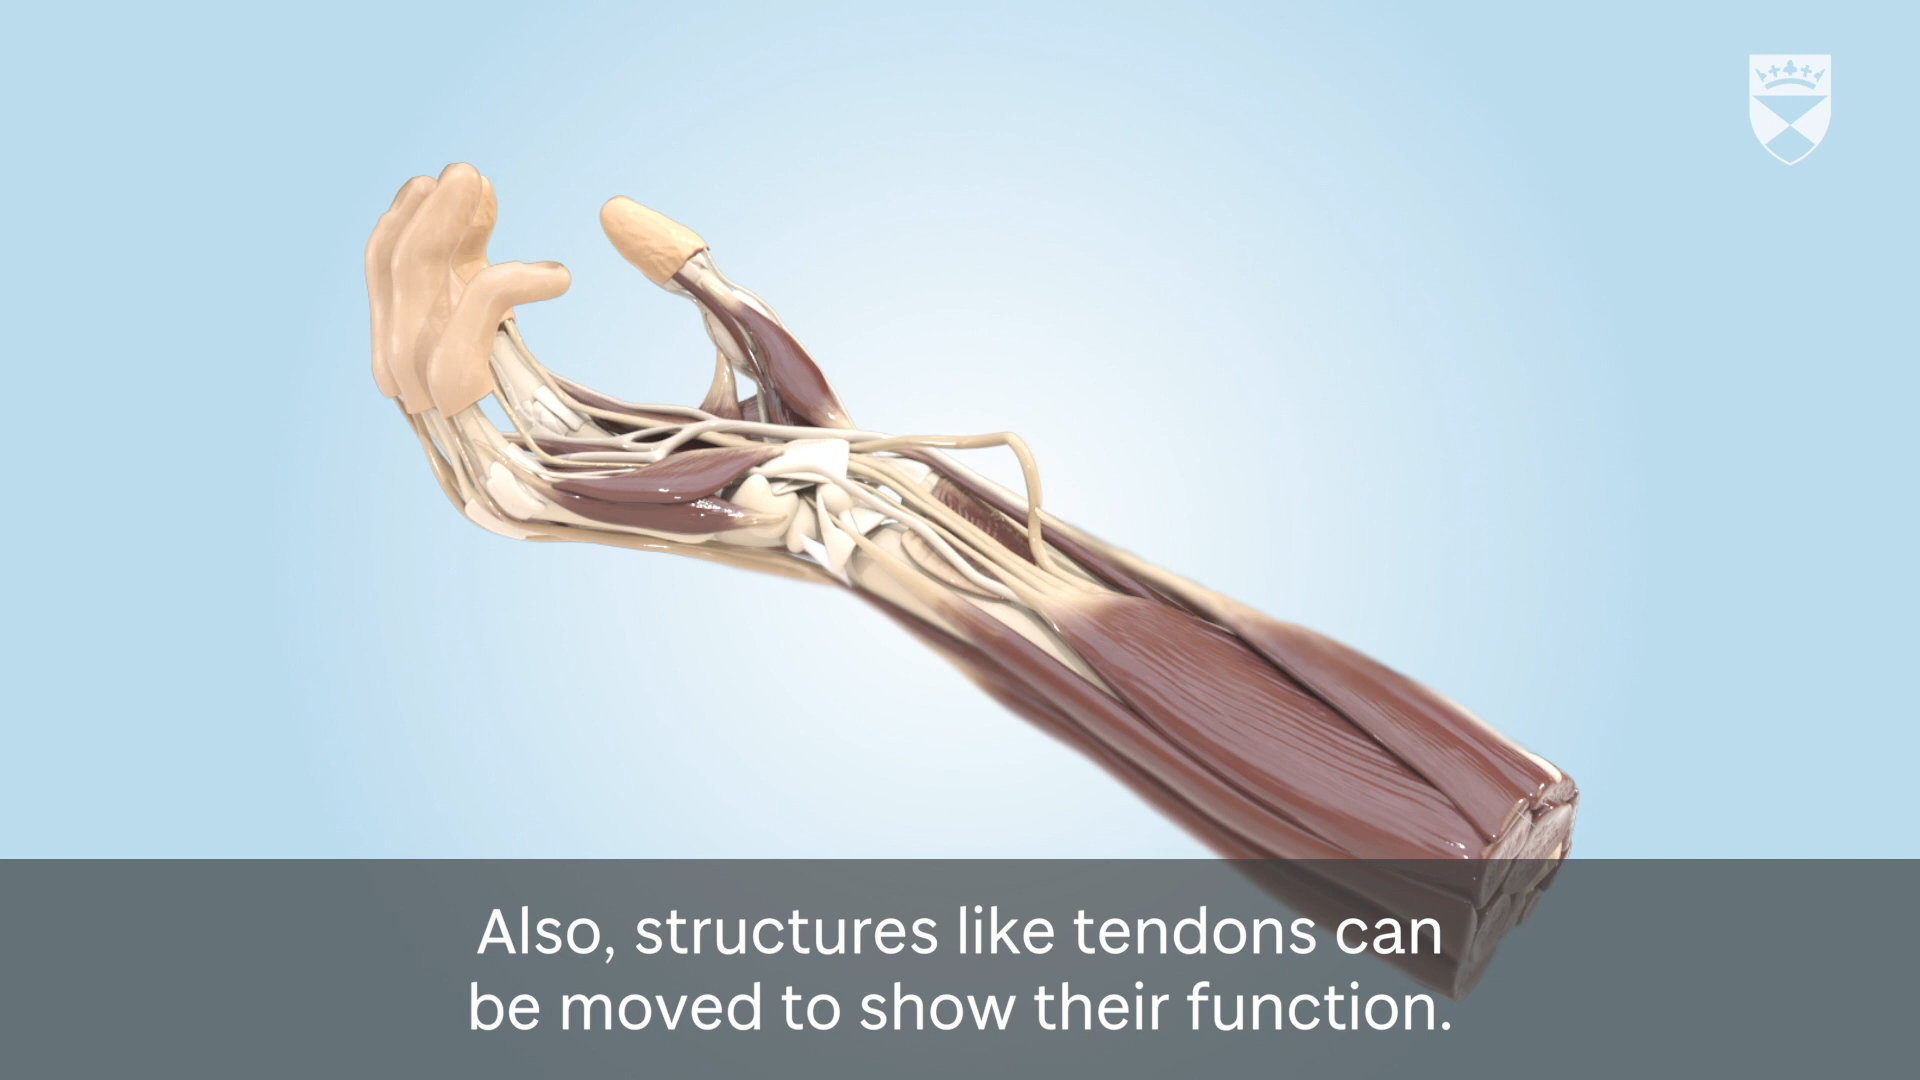 Also, structures like tendons can
be moved to show their function.